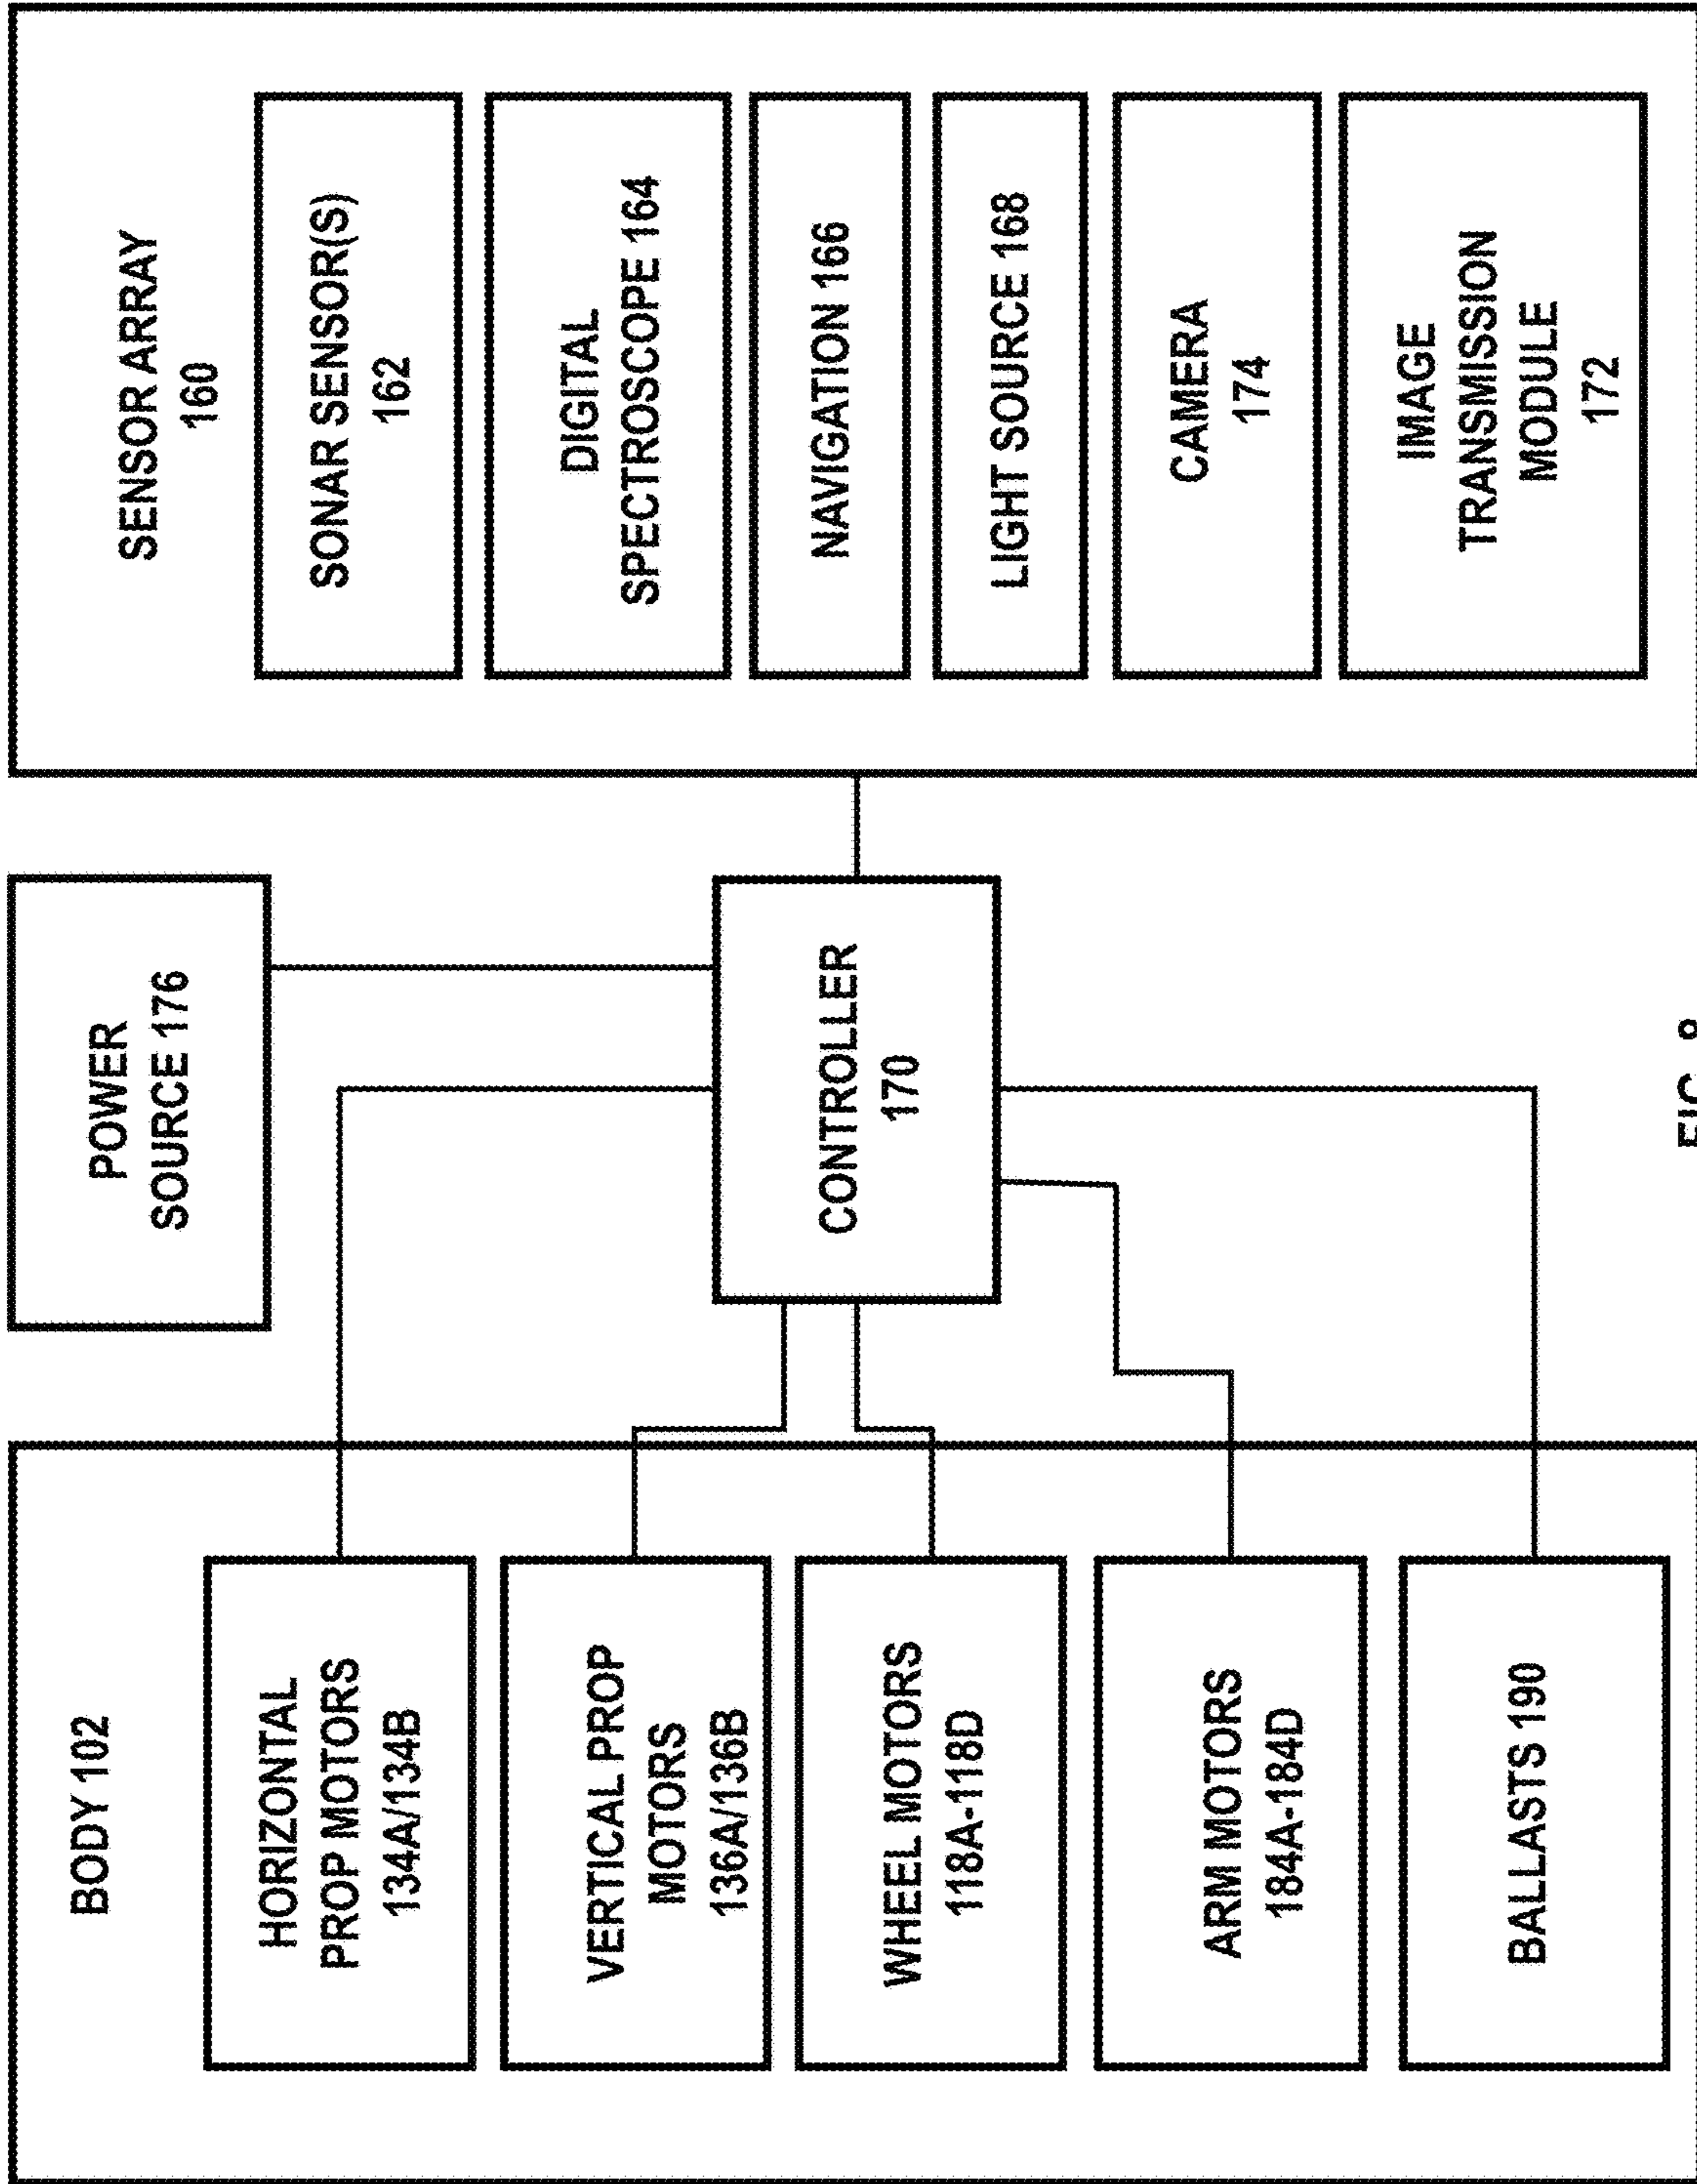 BODY 102
HORIZONTAL
PROP MOTORS
134A/134B
VERTICAL PROP
MOTORS
136A/136B
WHEEL MOTORS
118A-118D
ARM MOTORS
184A-184D
BALLASTS 190
POWER
SOURCE 176
CONTROLLER
170
SENSOR ARRAY
160
SONAR SENSOR(S)
162
DIGITAL
SPECTROSCOPE 164
NAVIGATION 166
LIGHT SOURCE 168
CAMERA
174
IMAGE
TRANSMISSION
MODULE
172
FIG. 8